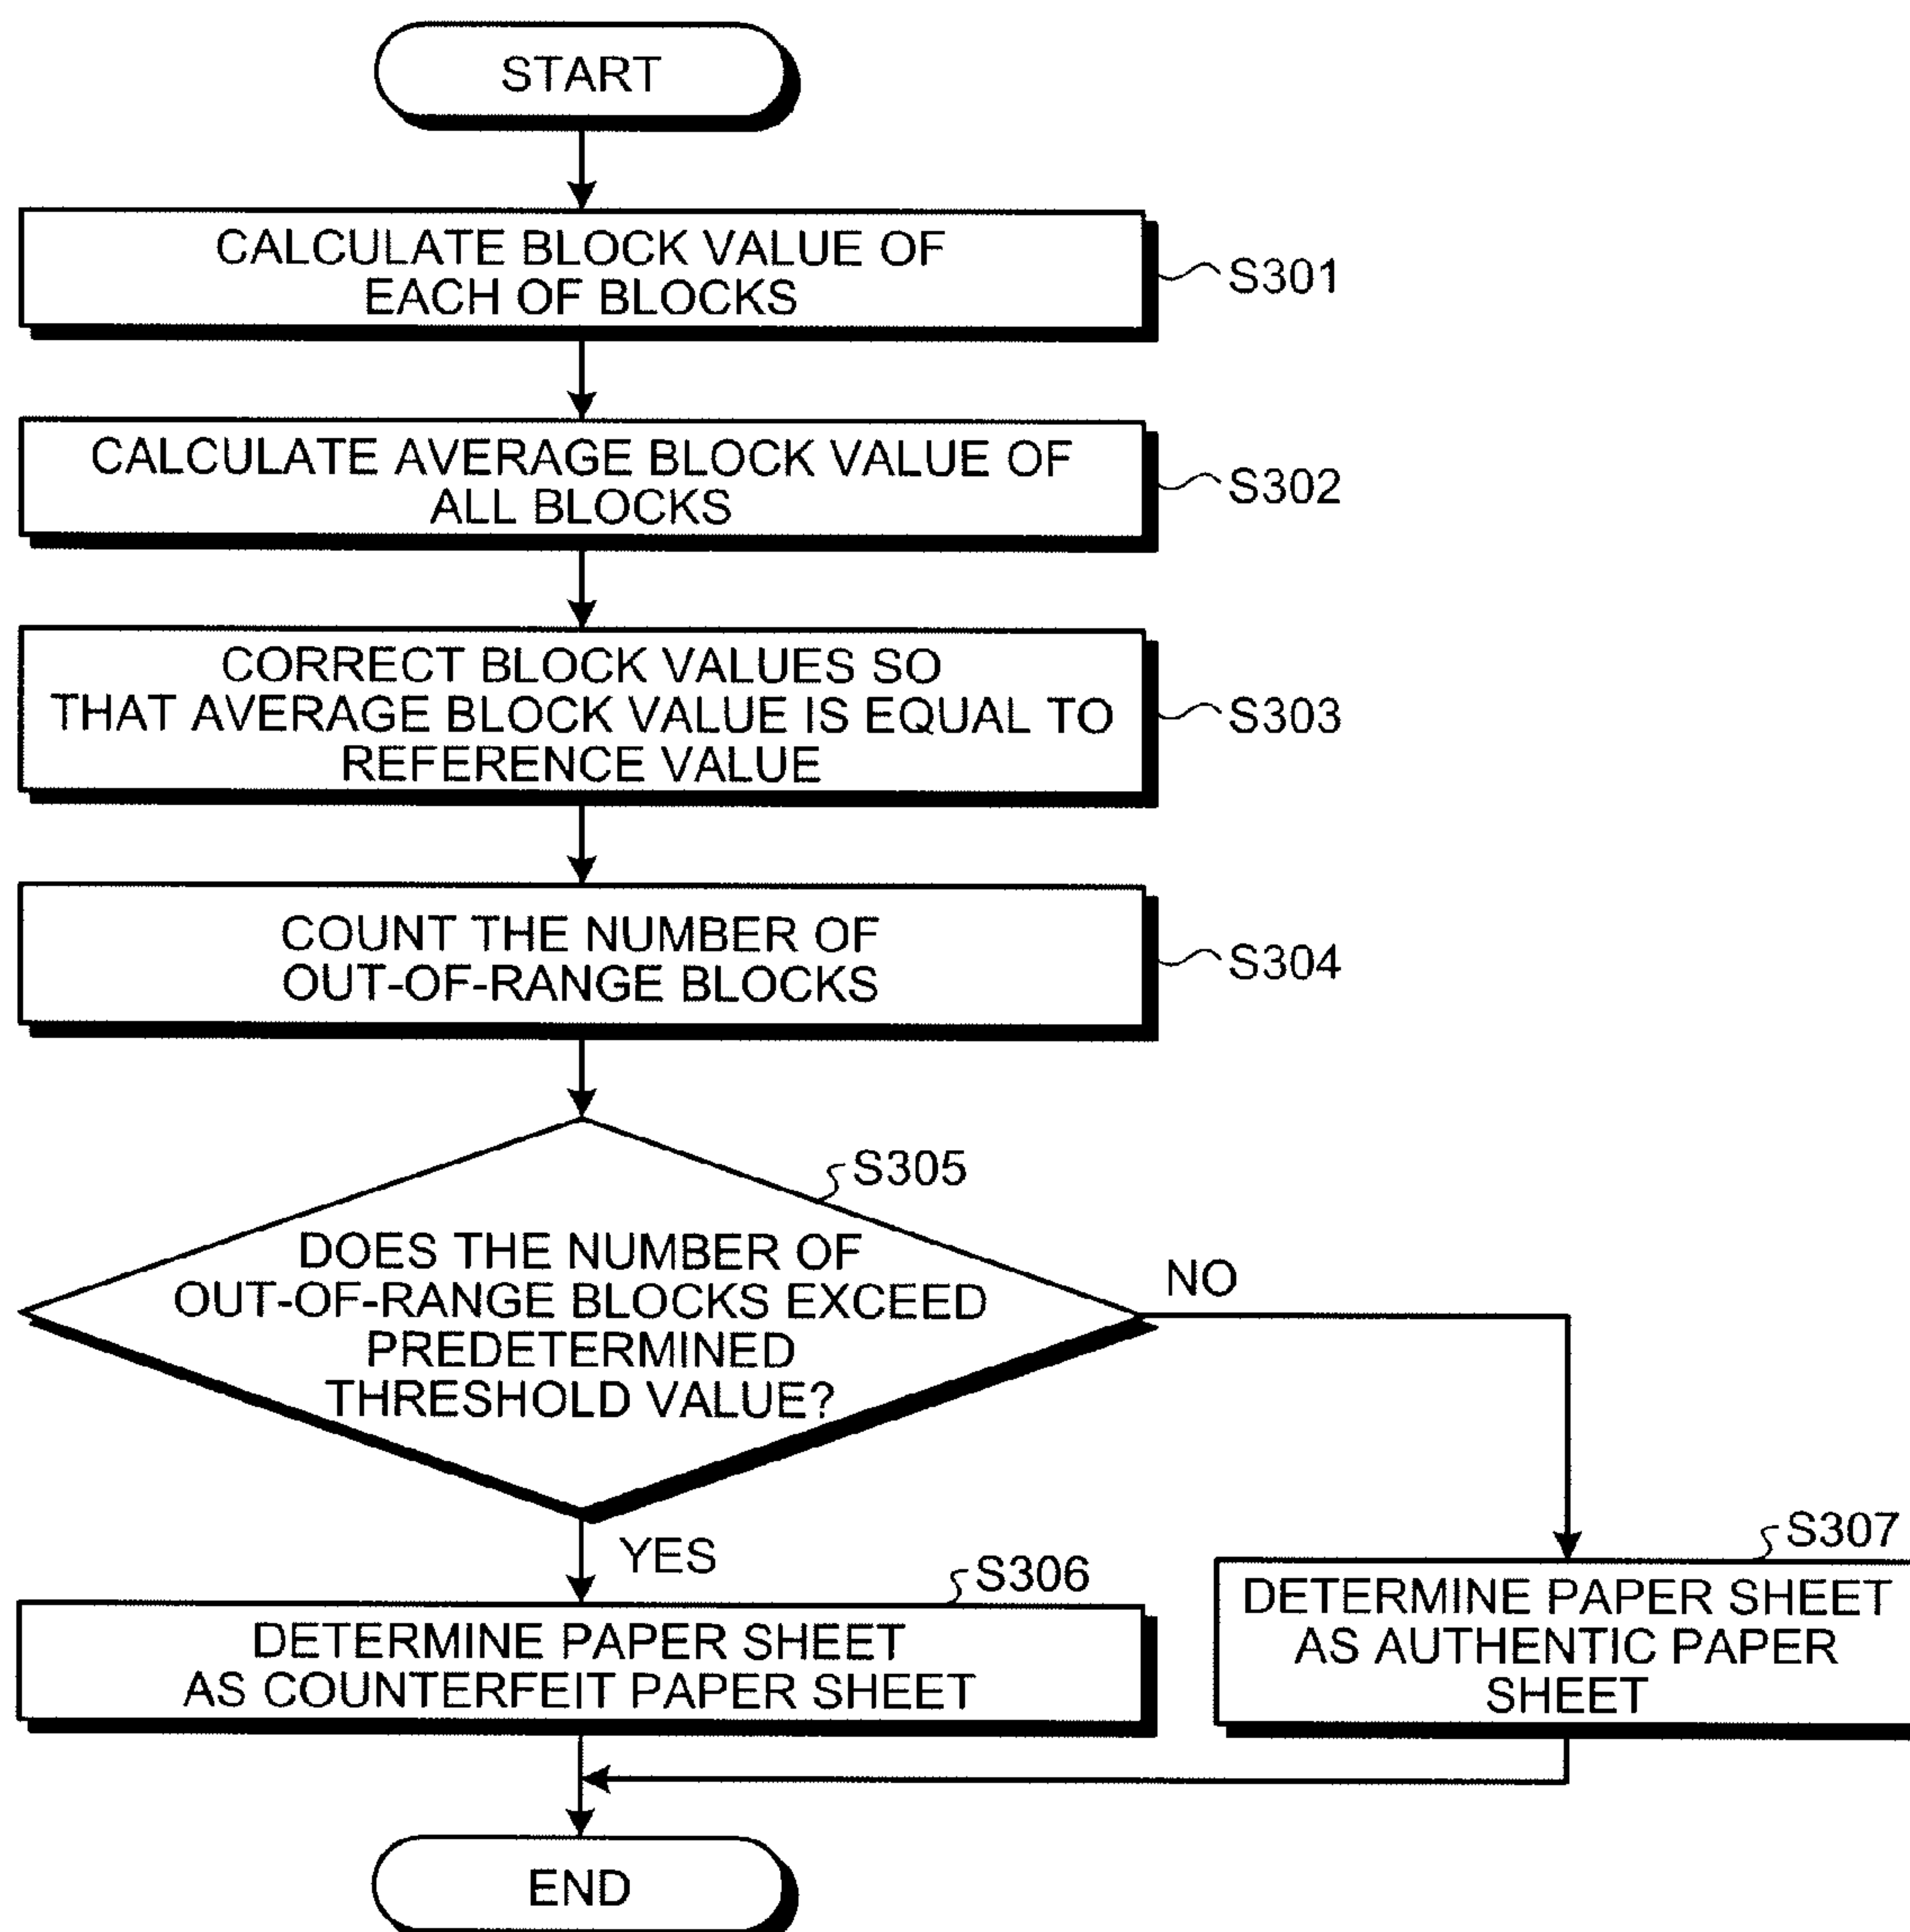 START
CALCULATE BLOCK VALUE OF
EACH OF BLOCKS
S301
CALCULATE AVERAGE BLOCK VALUE OF
ALL BLOCKS
S302
CORRECT BLOCK VALUES SO
THAT AVERAGE BLOCK VALUE IS EQUAL TO
REFERENCE VALUE
S303
COUNT THE NUMBER OF
OUT-OF-RANGE BLOCKS
S304
S305
DOES THE NUMBER OF
OUT-OF-RANGE BLOCKS EXCEED
PREDETERMINED
THRESHOLD VALUE?
NO
YES
S306
DETERMINE PAPER SHEET
AS COUNTERFEIT PAPER SHEET
S307
DETERMINE PAPER SHEET
AS AUTHENTIC PAPER
SHEET
END